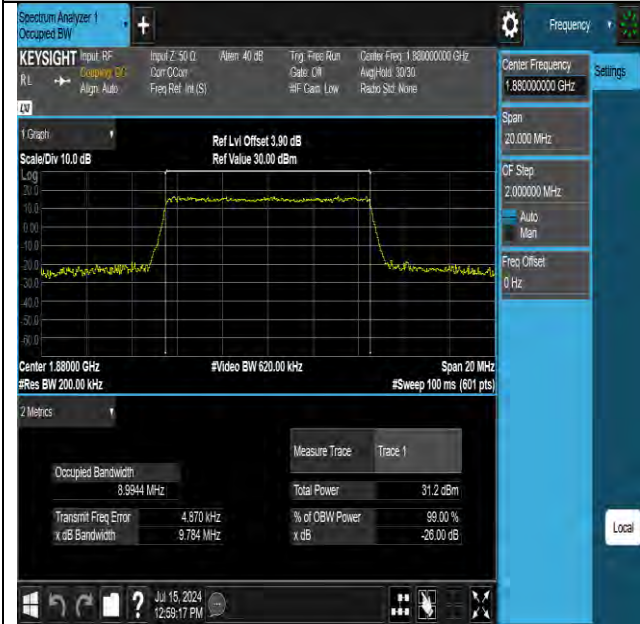 Spectrum Analyzer 1
Occupied BW
+
Frequency
KEYSIGHT
Input: RF
Coupling: DC
Align: Auto
RL
Input Z: 50 Ω
Corr CCorr
Freq Ref: Int (S)
Atten: 40 dB
Trig: Free Run
Gate: Off
#IF Gain: Low
Center Freq: 1.880000000 GHz
Avg|Hold: 30/30
Radio Std: None
Center Frequency
1.880000000 GHz
Settings
Span
20.000 MHz
CF Step
2.000000 MHz
Auto
Man
Freq Offset
0 Hz
1 Graph
Scale/Div 10.0 dB
Ref Lvl Offset 3.90 dB
Ref Value 30.00 dBm
Log
20.0
10.0
0.00
-10.0
-20.0
-30.0
-40.0
-50.0
-60.0
Center 1.88000 GHz
#Video BW 620.00 kHz
Span 20 MHz
#Res BW 200.00 kHz
#Sweep 100 ms (601 pts)
2 Metrics
Measure Trace
Trace 1
Occupied Bandwidth
8.9944 MHz
Total Power
31.2 dBm
Transmit Freq Error
4.870 kHz
% of OBW Power
99.00 %
x dB Bandwidth
9.784 MHz
x dB
-26.00 dB
Local
?
Jul 15, 2024
12:59:17 PM